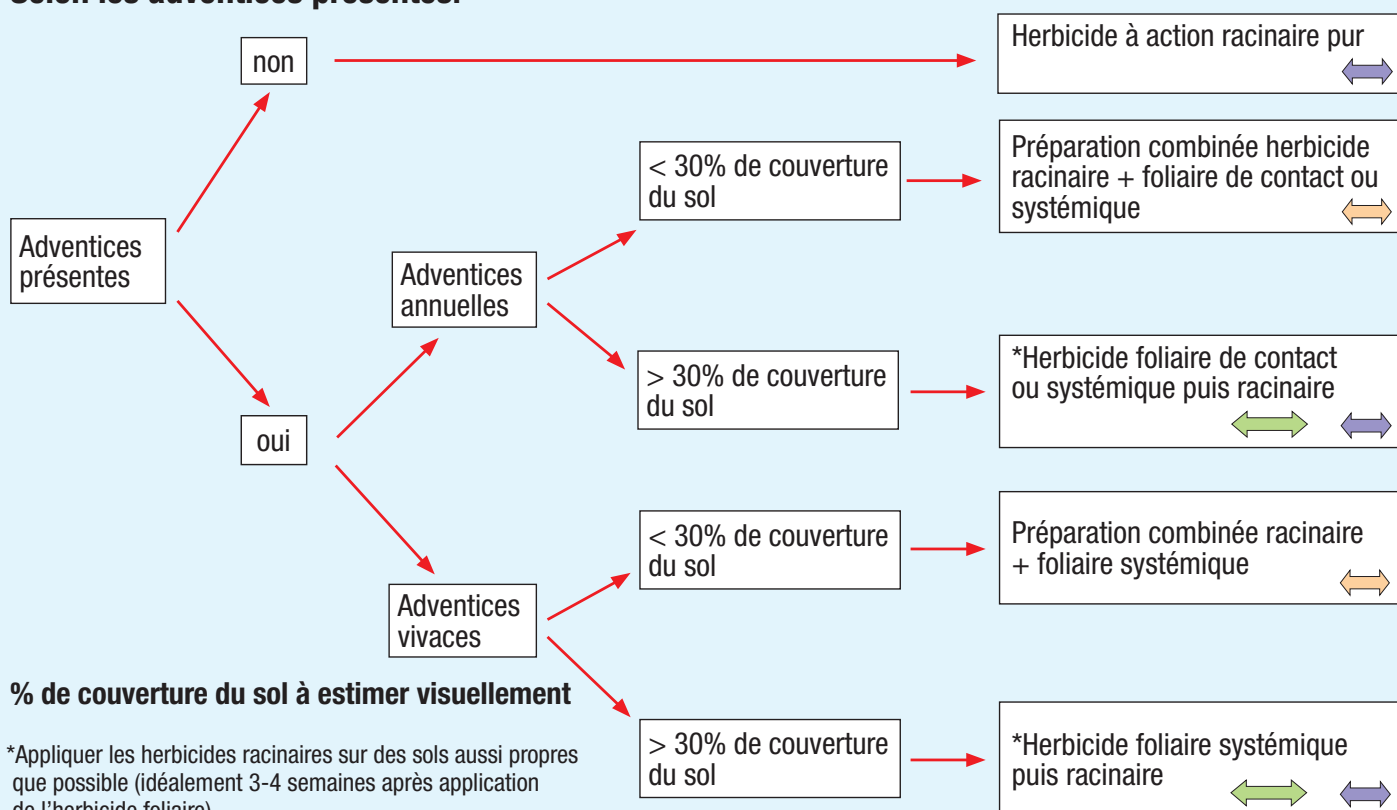 Selon les adventices présentes:
non
Herbicide à action racinaire pur
< 30% de couverture
du sol
Préparation combinée herbicide
racinaire + foliaire de contact ou
systémique
Adventices
présentes
Adventices
annuelles
> 30% de couverture
du sol
*Herbicide foliaire de contact
ou systémique puis racinaire
oui
< 30% de couverture
du sol
Préparation combinée racinaire
+ foliaire systémique
Adventices
vivaces
% de couverture du sol à estimer visuellement
> 30% de couverture
du sol
*Herbicide foliaire systémique
puis racinaire
*Appliquer les herbicides racinaires sur des sols aussi propres
que possible (idéalement 3-4 semaines après application
de l'herbicide foliaire)